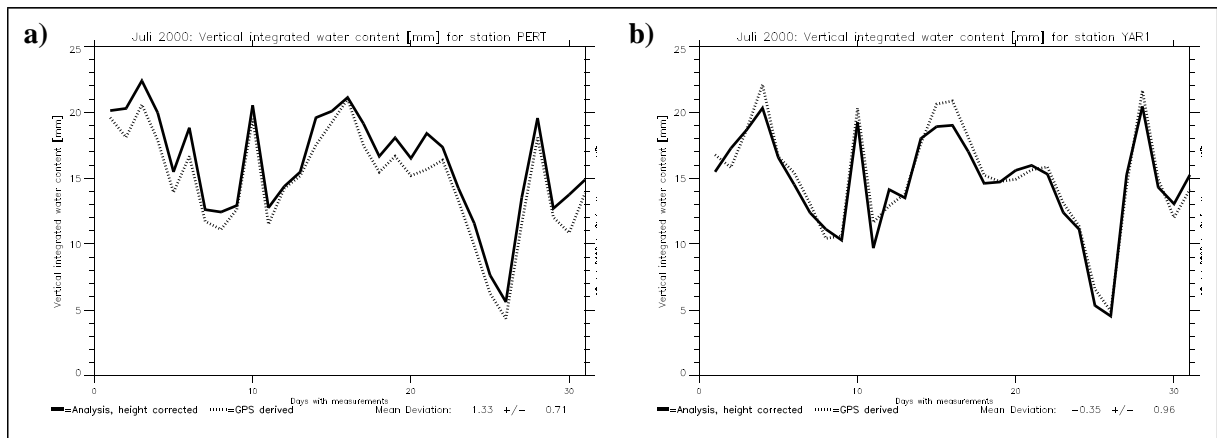 a)
Juli 2000: Vertical integrated water content [mm] for station PERT
25
20
15
10
5
0
Vertical integrated water content [mm]
0
10
20
30
Days with measurements
=Analysis, height corrected
=GPS derived
Mean Deviation: 1.33 +/- 0.71
b)
Juli 2000: Vertical integrated water content [mm] for station YAR1
25
20
15
10
5
0
Vertical integrated water content [mm]
0
10
20
30
Days with measurements
=Analysis, height corrected
=GPS derived
Mean Deviation: -0.35 +/- 0.96